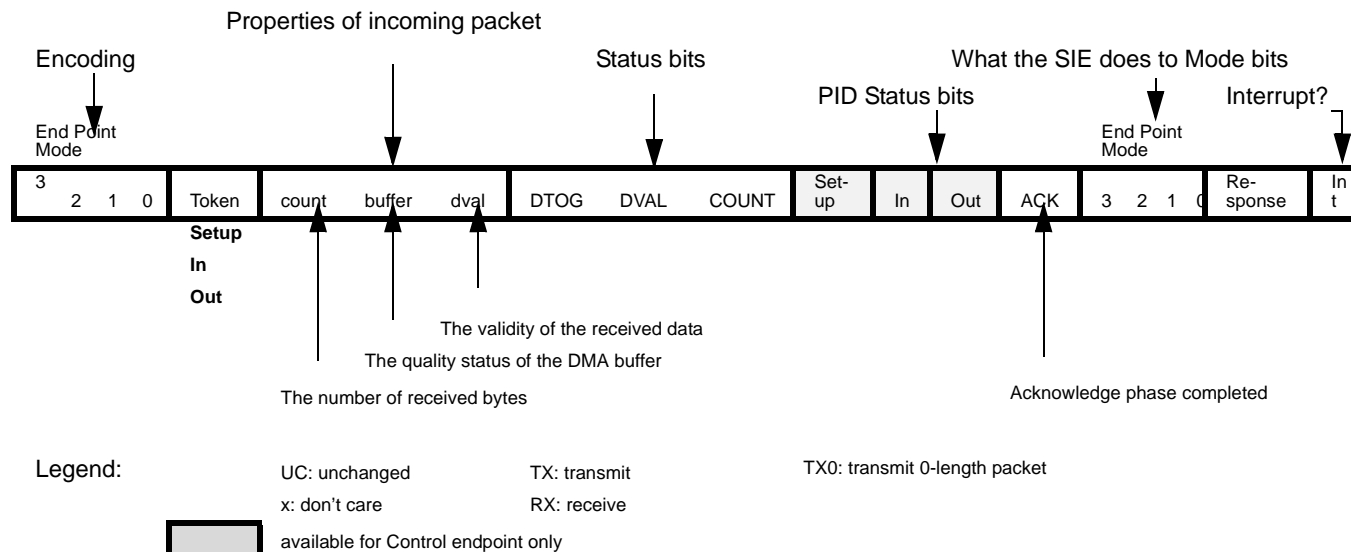 Properties of incoming packet
Encoding
Status bits
What the SIE does to Mode bits
PID Status bits
Interrupt?
End Point
Mode
End Point
Mode
3
2 1 0
Token
count buffer dval
DTOG DVAL COUNT
Set-
up
In
Out
ACK
3 2 1 0
Re-
sponse
In
t
Setup
In
Out
The validity of the received data
The quality status of the DMA buffer
The number of received bytes
Acknowledge phase completed
Legend:
UC: unchanged
TX: transmit
TX0: transmit 0-length packet
x: don't care
RX: receive
available for Control endpoint only